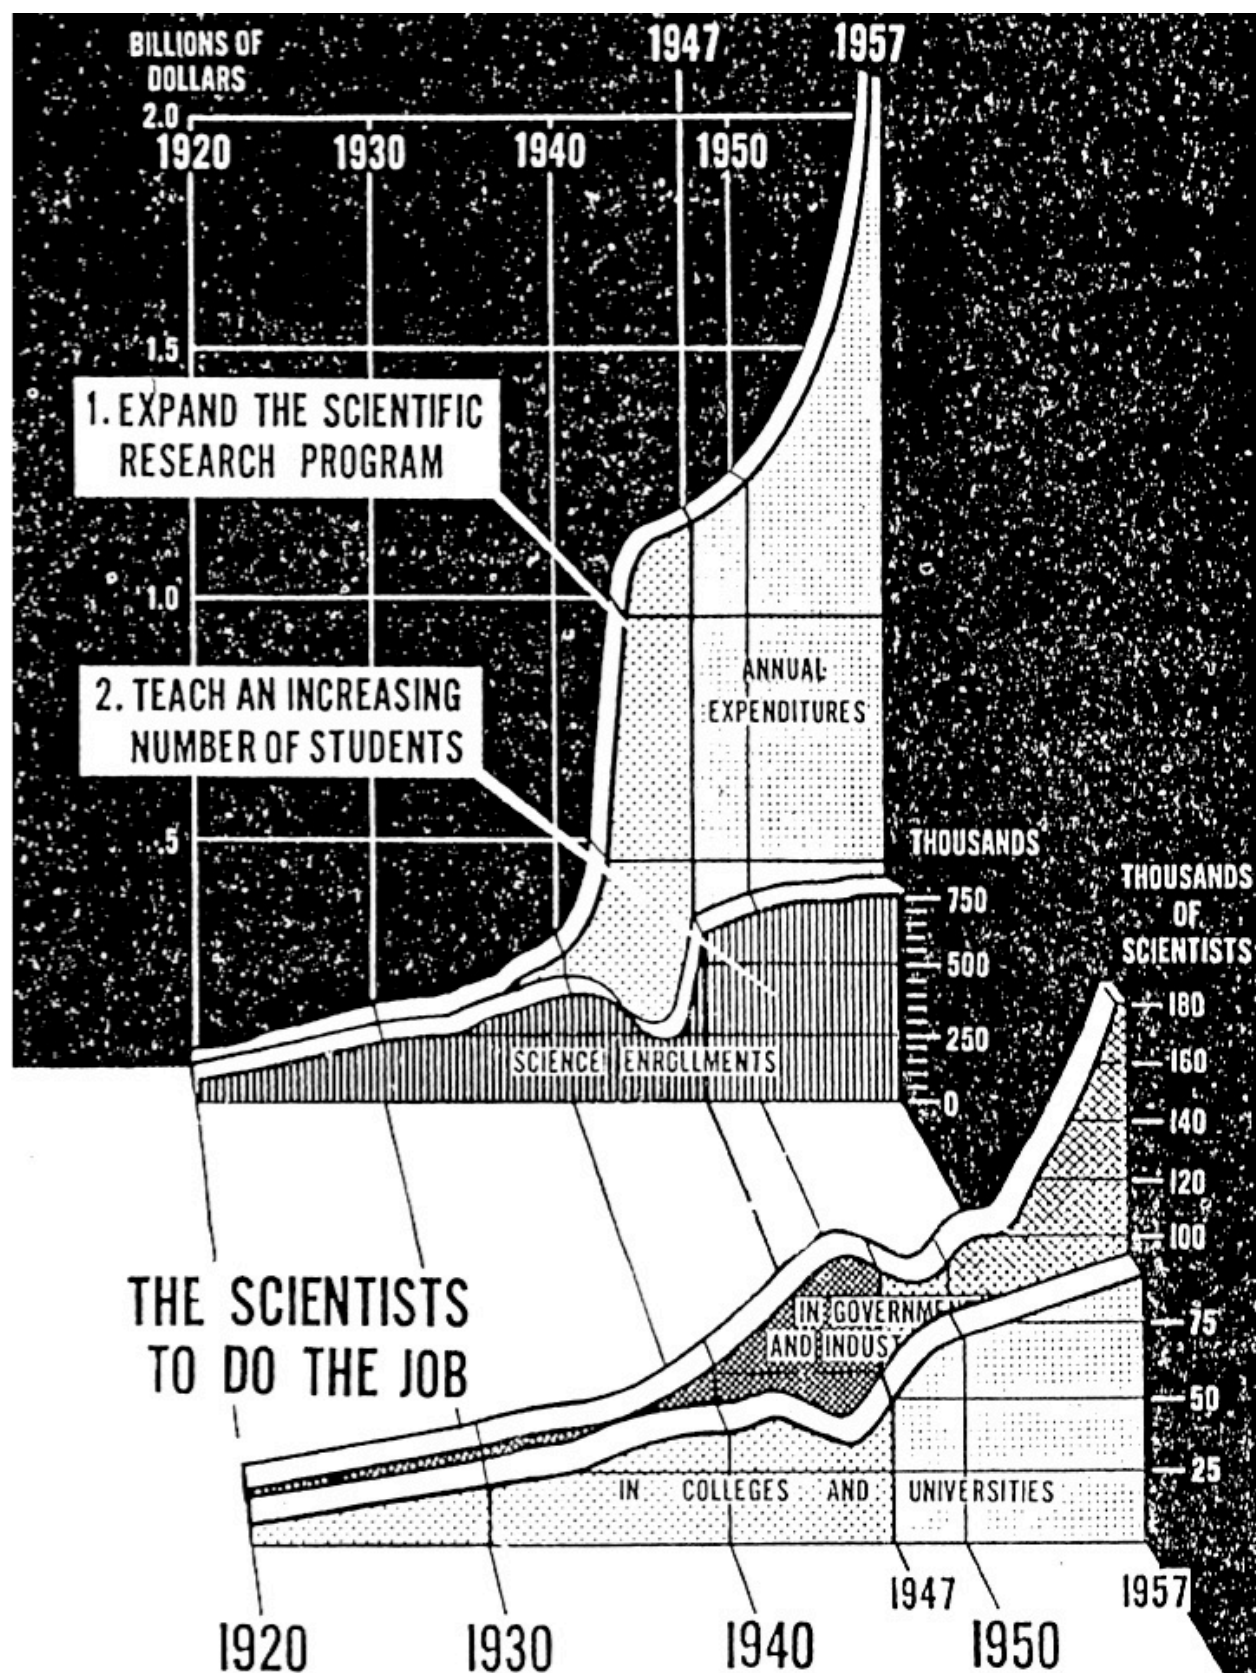 BILLIONS OF
DOLLARS
1947
1957
2.0
1920
1930
1940
1950
1.5
1. EXPAND THE SCIENTIFIC
RESEARCH PROGRAM
1.0
2. TEACH AN INCREASING
NUMBER OF STUDENTS
ANNUAL
EXPENDITURES
.5
THOUSANDS
750
500
250
0
SCIENCE ENROLLMENTS
THOUSANDS
OF
SCIENTISTS
180
160
140
120
100
75
50
25
THE SCIENTISTS
TO DO THE JOB
IN GOVERNMEN
AND INDUST
IN COLLEGES AND UNIVERSITIES
1920
1930
1940
1947
1950
1957